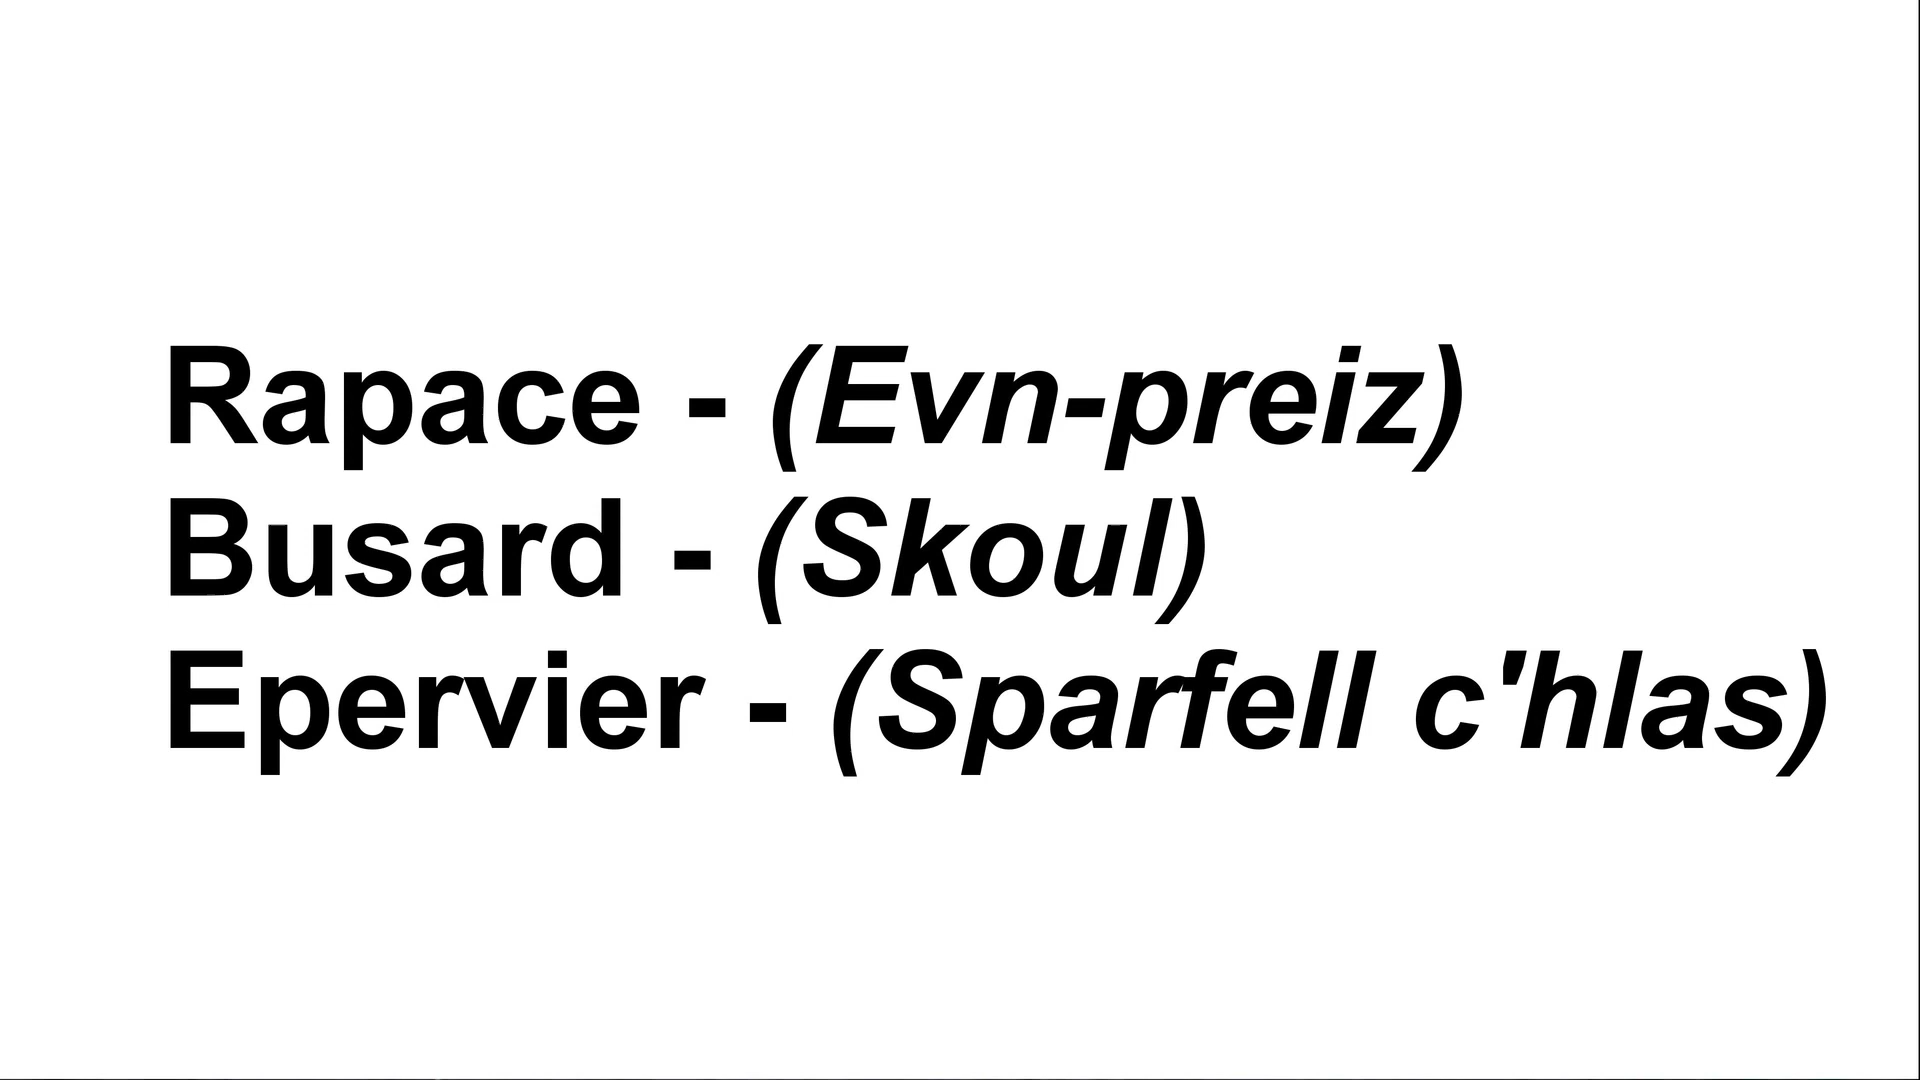 Rapace - (Evn-preiz)
Busard - (Skoul)
Epervier - (Sparfell c'hlas)